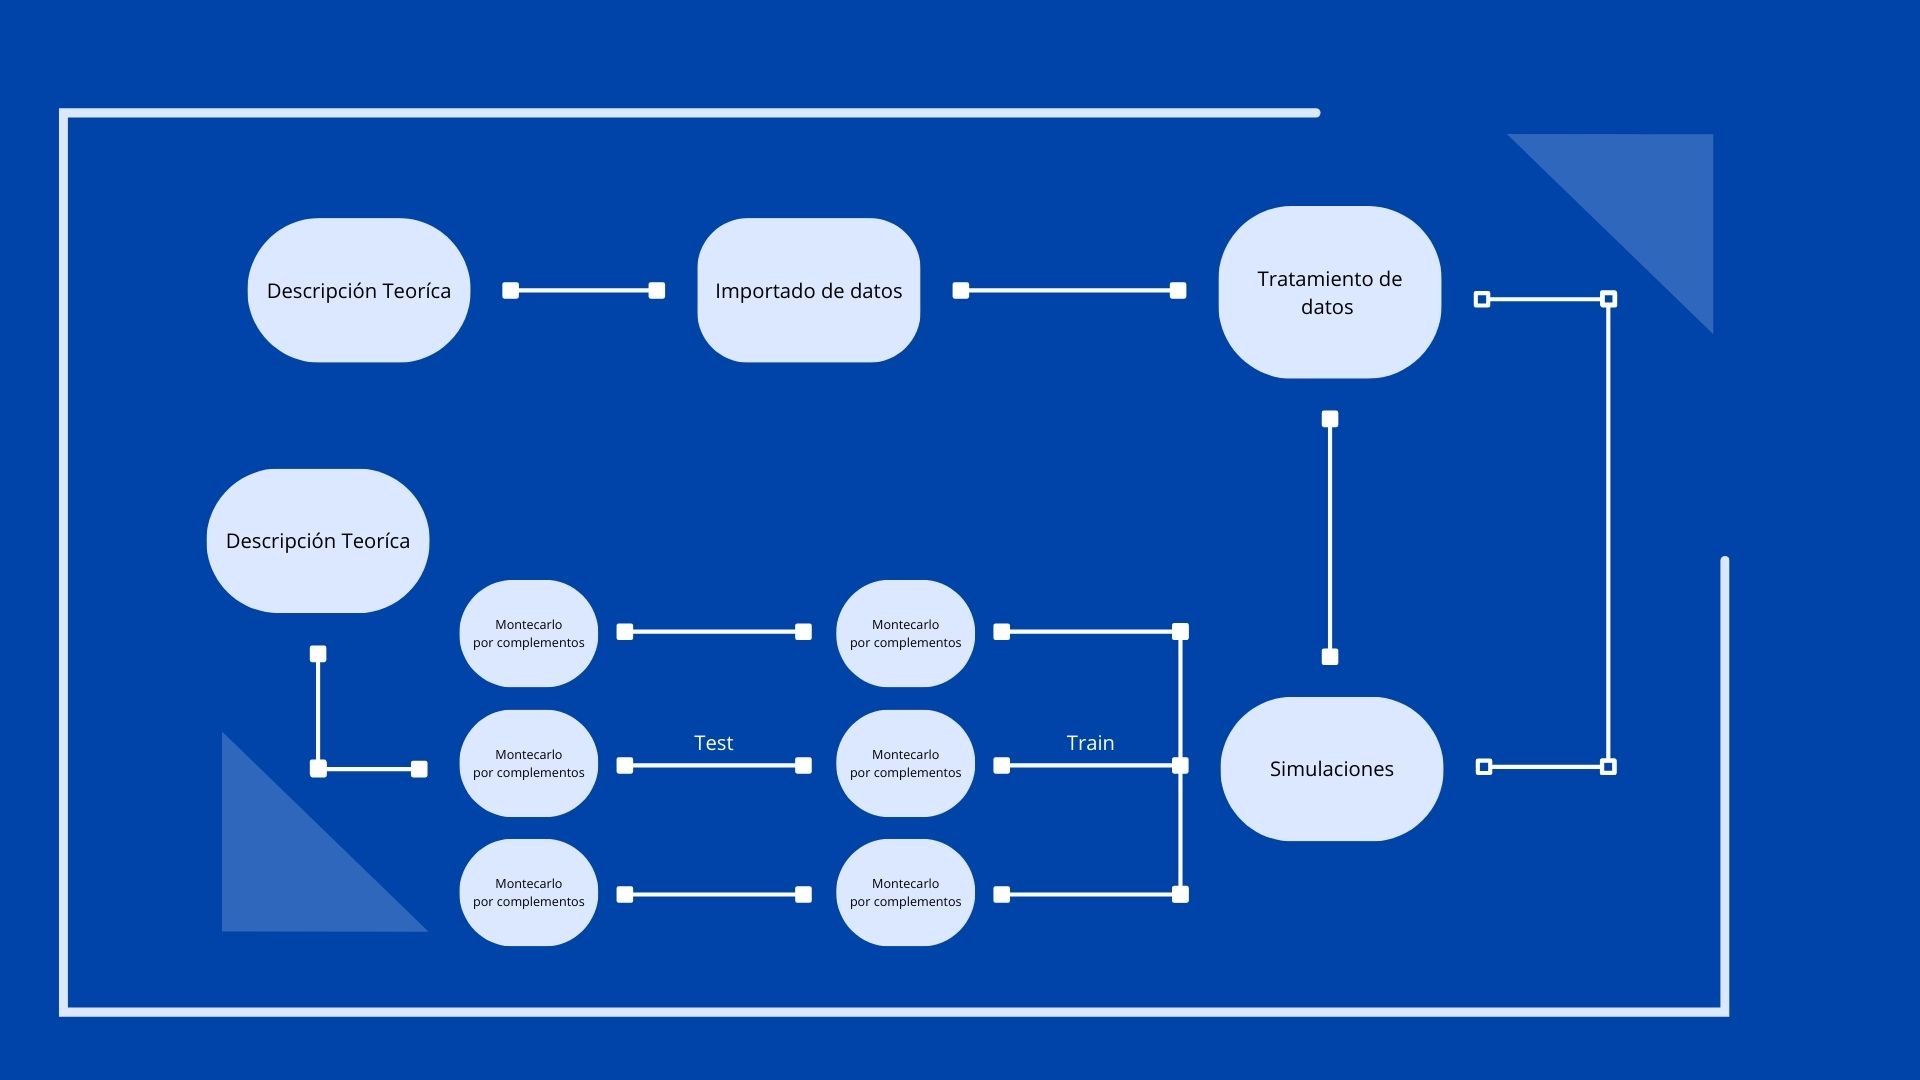 Descripción Teoríca
Importado de datos
Tratamiento de
datos
Descripción Teoríca
Montecarlo
por complementos
Montecarlo
por complementos
Test
Train
Montecarlo
por complementos
Montecarlo
por complementos
Simulaciones
Montecarlo
por complementos
Montecarlo
por complementos